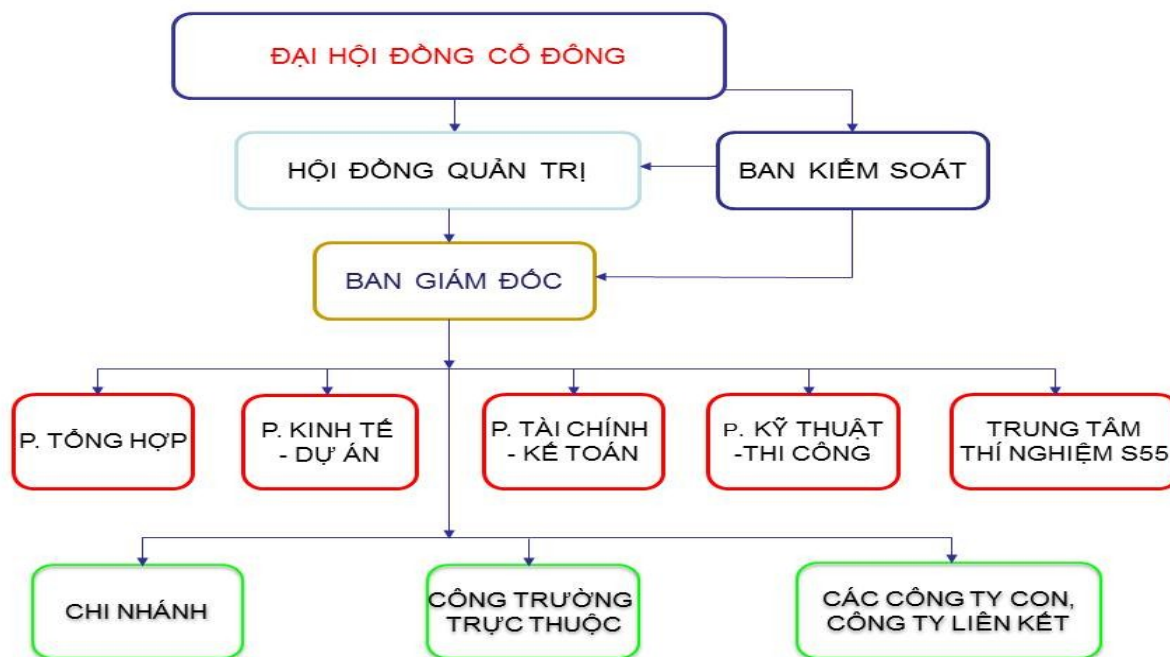 ĐẠI HỘI ĐỒNG CỔ ĐÔNG
HỘI ĐỒNG QUẢN TRỊ
BAN KIỂM SOÁT
BAN GIÁM ĐỐC
P. TỔNG HỢP
P. KINH TẾ
- DỰ ÁN
P. TÀI CHÍNH
- KẾ TOÁN
P. KỸ THUẬT
-THI CÔNG
TRUNG TÂM
THÍ NGHIỆM S55
CHI NHÁNH
CÔNG TRƯỜNG
TRỰC THUỘC
CÁC CÔNG TY CON,
CÔNG TY LIÊN KẾT